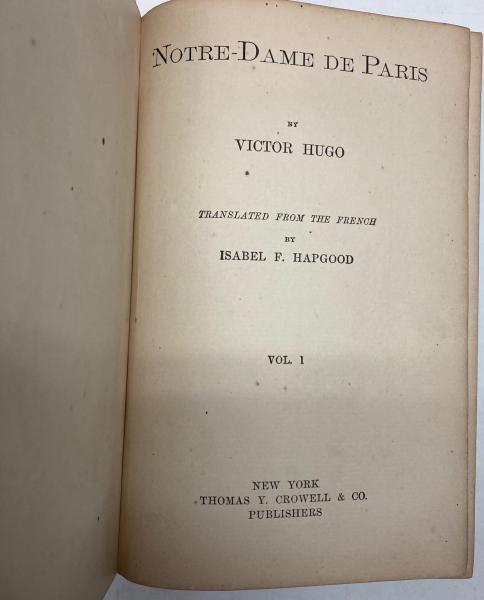 NOTRE-DAME DE PARIS
BY
VICTOR HUGO
TRANSLATED FROM THE FRENCH
BY
ISABEL F. HAPGOOD
VOL. I
NEW YORK
THOMAS Y. CROWELL & CO.
PUBLISHERS